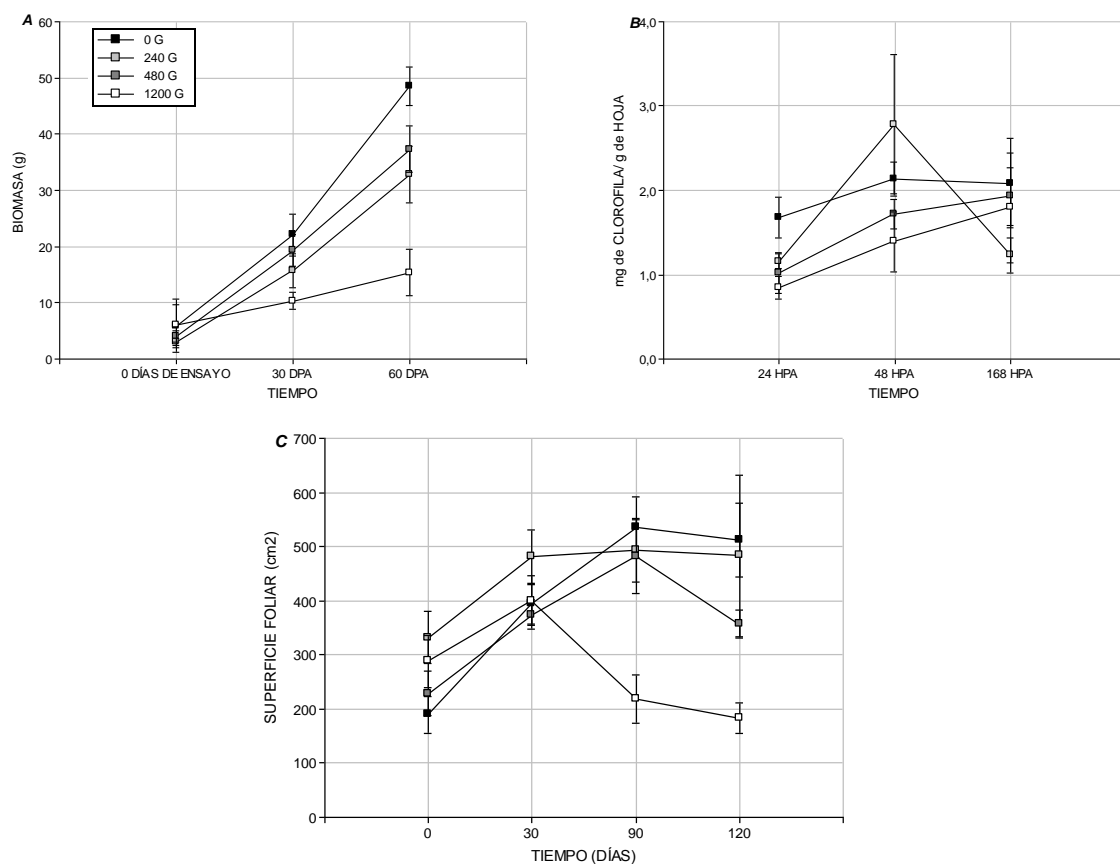 A
60
50
40
30
20
10
0
BIOMASA (g)
0 G
240 G
480 G
1200 G
0 DÍAS DE ENSAYO
30 DPA
60 DPA
TIEMPO
B
4,0
3,0
2,0
1,0
0,0
mg de CLOROFILA/ g de HOJA
24 HPA
48 HPA
168 HPA
TIEMPO
C
700
600
500
400
300
200
100
0
SUPERFICIE FOLIAR (cm2)
0
30
90
120
TIEMPO (DÍAS)